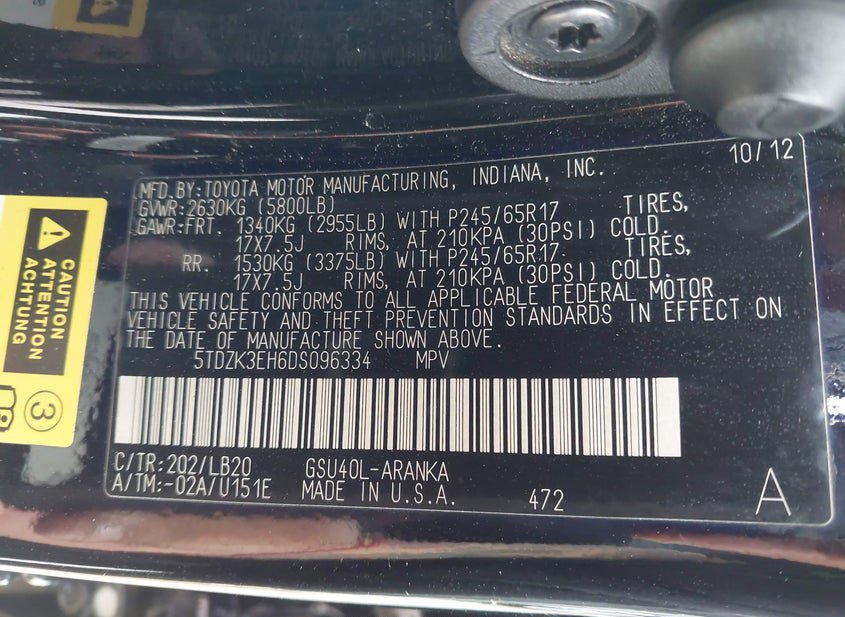 10/12
MFD.BY:TOYOTA MOTOR MANUFACTURING, INDIANA, INC.
GVWR:2630KG (5800LB)
GAWR:FRT. 1340KG (2955LB) WITH P245/65R17 TIRES,
17X7.5J RIMS, AT 210KPA (30PSI) COLD.
RR. 1530KG (3375LB) WITH P245/65R17 TIRES,
17X7.5J RIMS, AT 210KPA (30PSI) COLD.
THIS VEHICLE CONFORMS TO ALL APPLICABLE FEDERAL MOTOR
VEHICLE SAFETY AND THEFT PREVENTION STANDARDS IN EFFECT ON
THE DATE OF MANUFACTURE SHOWN ABOVE.
5TDZK3EH6DS096334 MPV
C/TR:202/LB20 GSU40L-ARANKA
A/TM:-02A/U151E MADE IN U.S.A. 472 A
CAUTION
ATTENTION
ACHTUNG
3